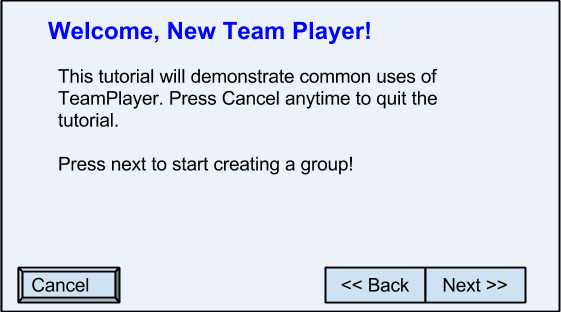 Welcome, New Team Player!
This tutorial will demonstrate common uses of
TeamPlayer. Press Cancel anytime to quit the
tutorial.
Press next to start creating a group!
Cancel
<< Back
Next >>